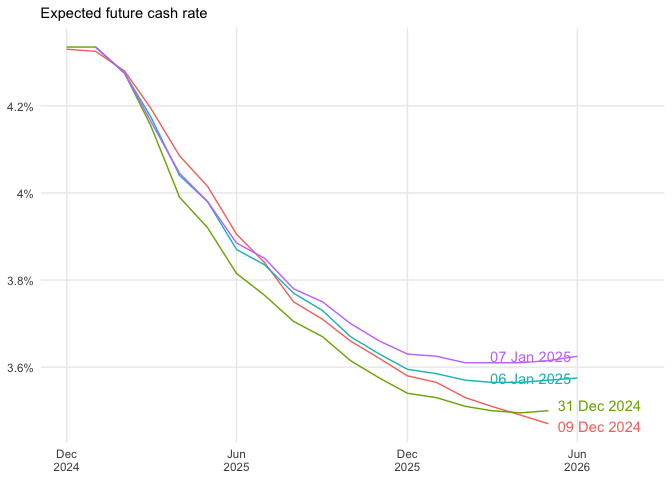 Expected future cash rate
4.2%
4%
3.8%
3.6%
07 Jan 2025
06 Jan 2025
31 Dec 2024
09 Dec 2024
Dec
2024
Jun
2025
Dec
2025
Jun
2026